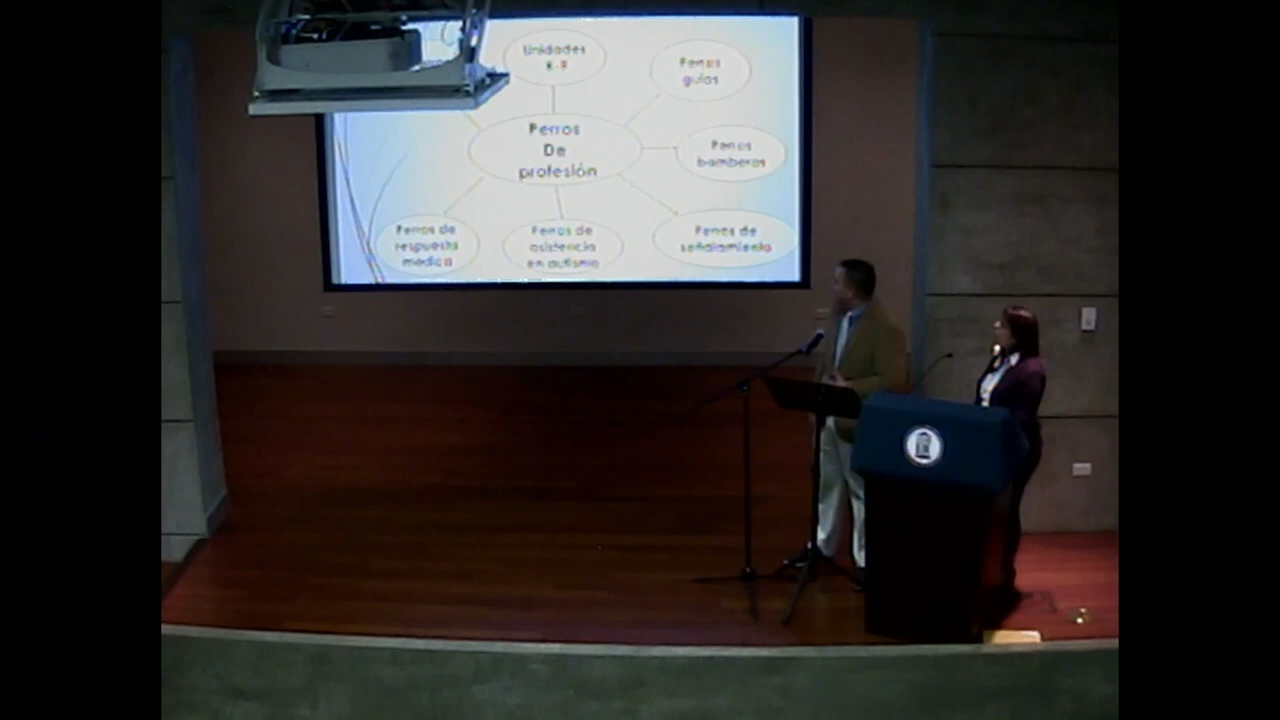 Unidades
K-9
Perros
guías
Perros
De
profesión
Perros
bomberos
Perros de
respuesta
medica
Perros de
asistencia
en autismo
Perros de
señalamiento